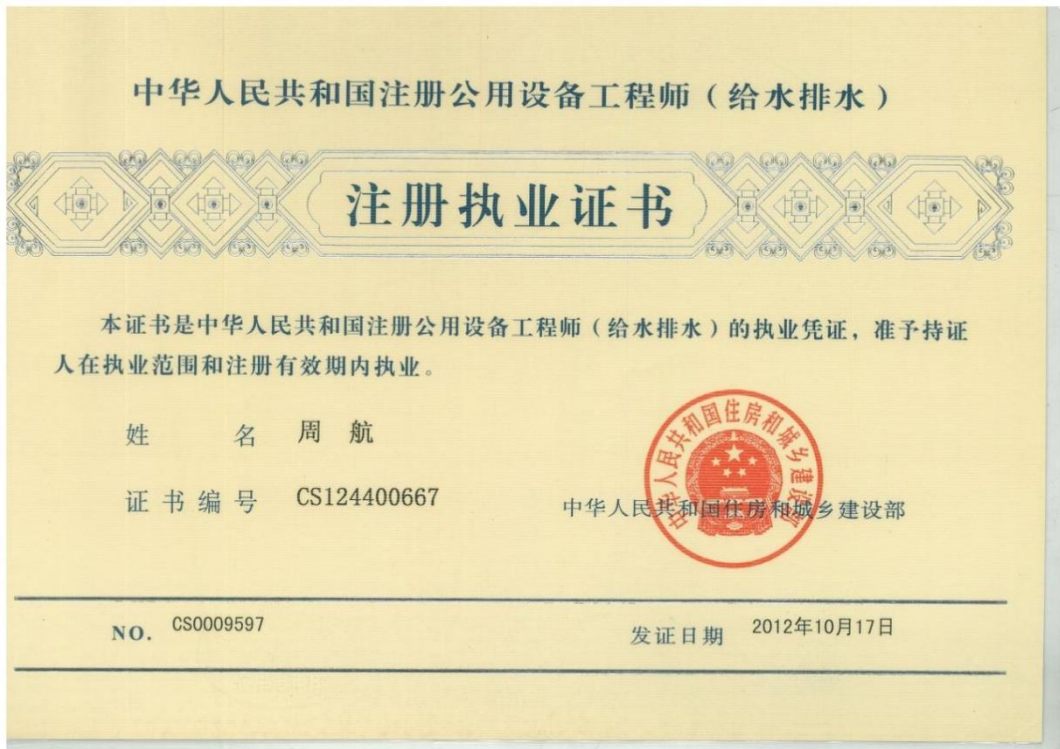 中华人民共和国注册公用设备工程师（给水排水）
注册执业证书
本证书是中华人民共和国注册公用设备工程师（给水排水）的执业凭证，准予持证
人在执业范围和注册有效期内执业。
姓 名 周 航
证书编号 CS124400667
中华人民共和国住房和城乡建设部
中华人民共和国住房和城乡建设部
NO. CS0009597
发证日期 2012年10月17日